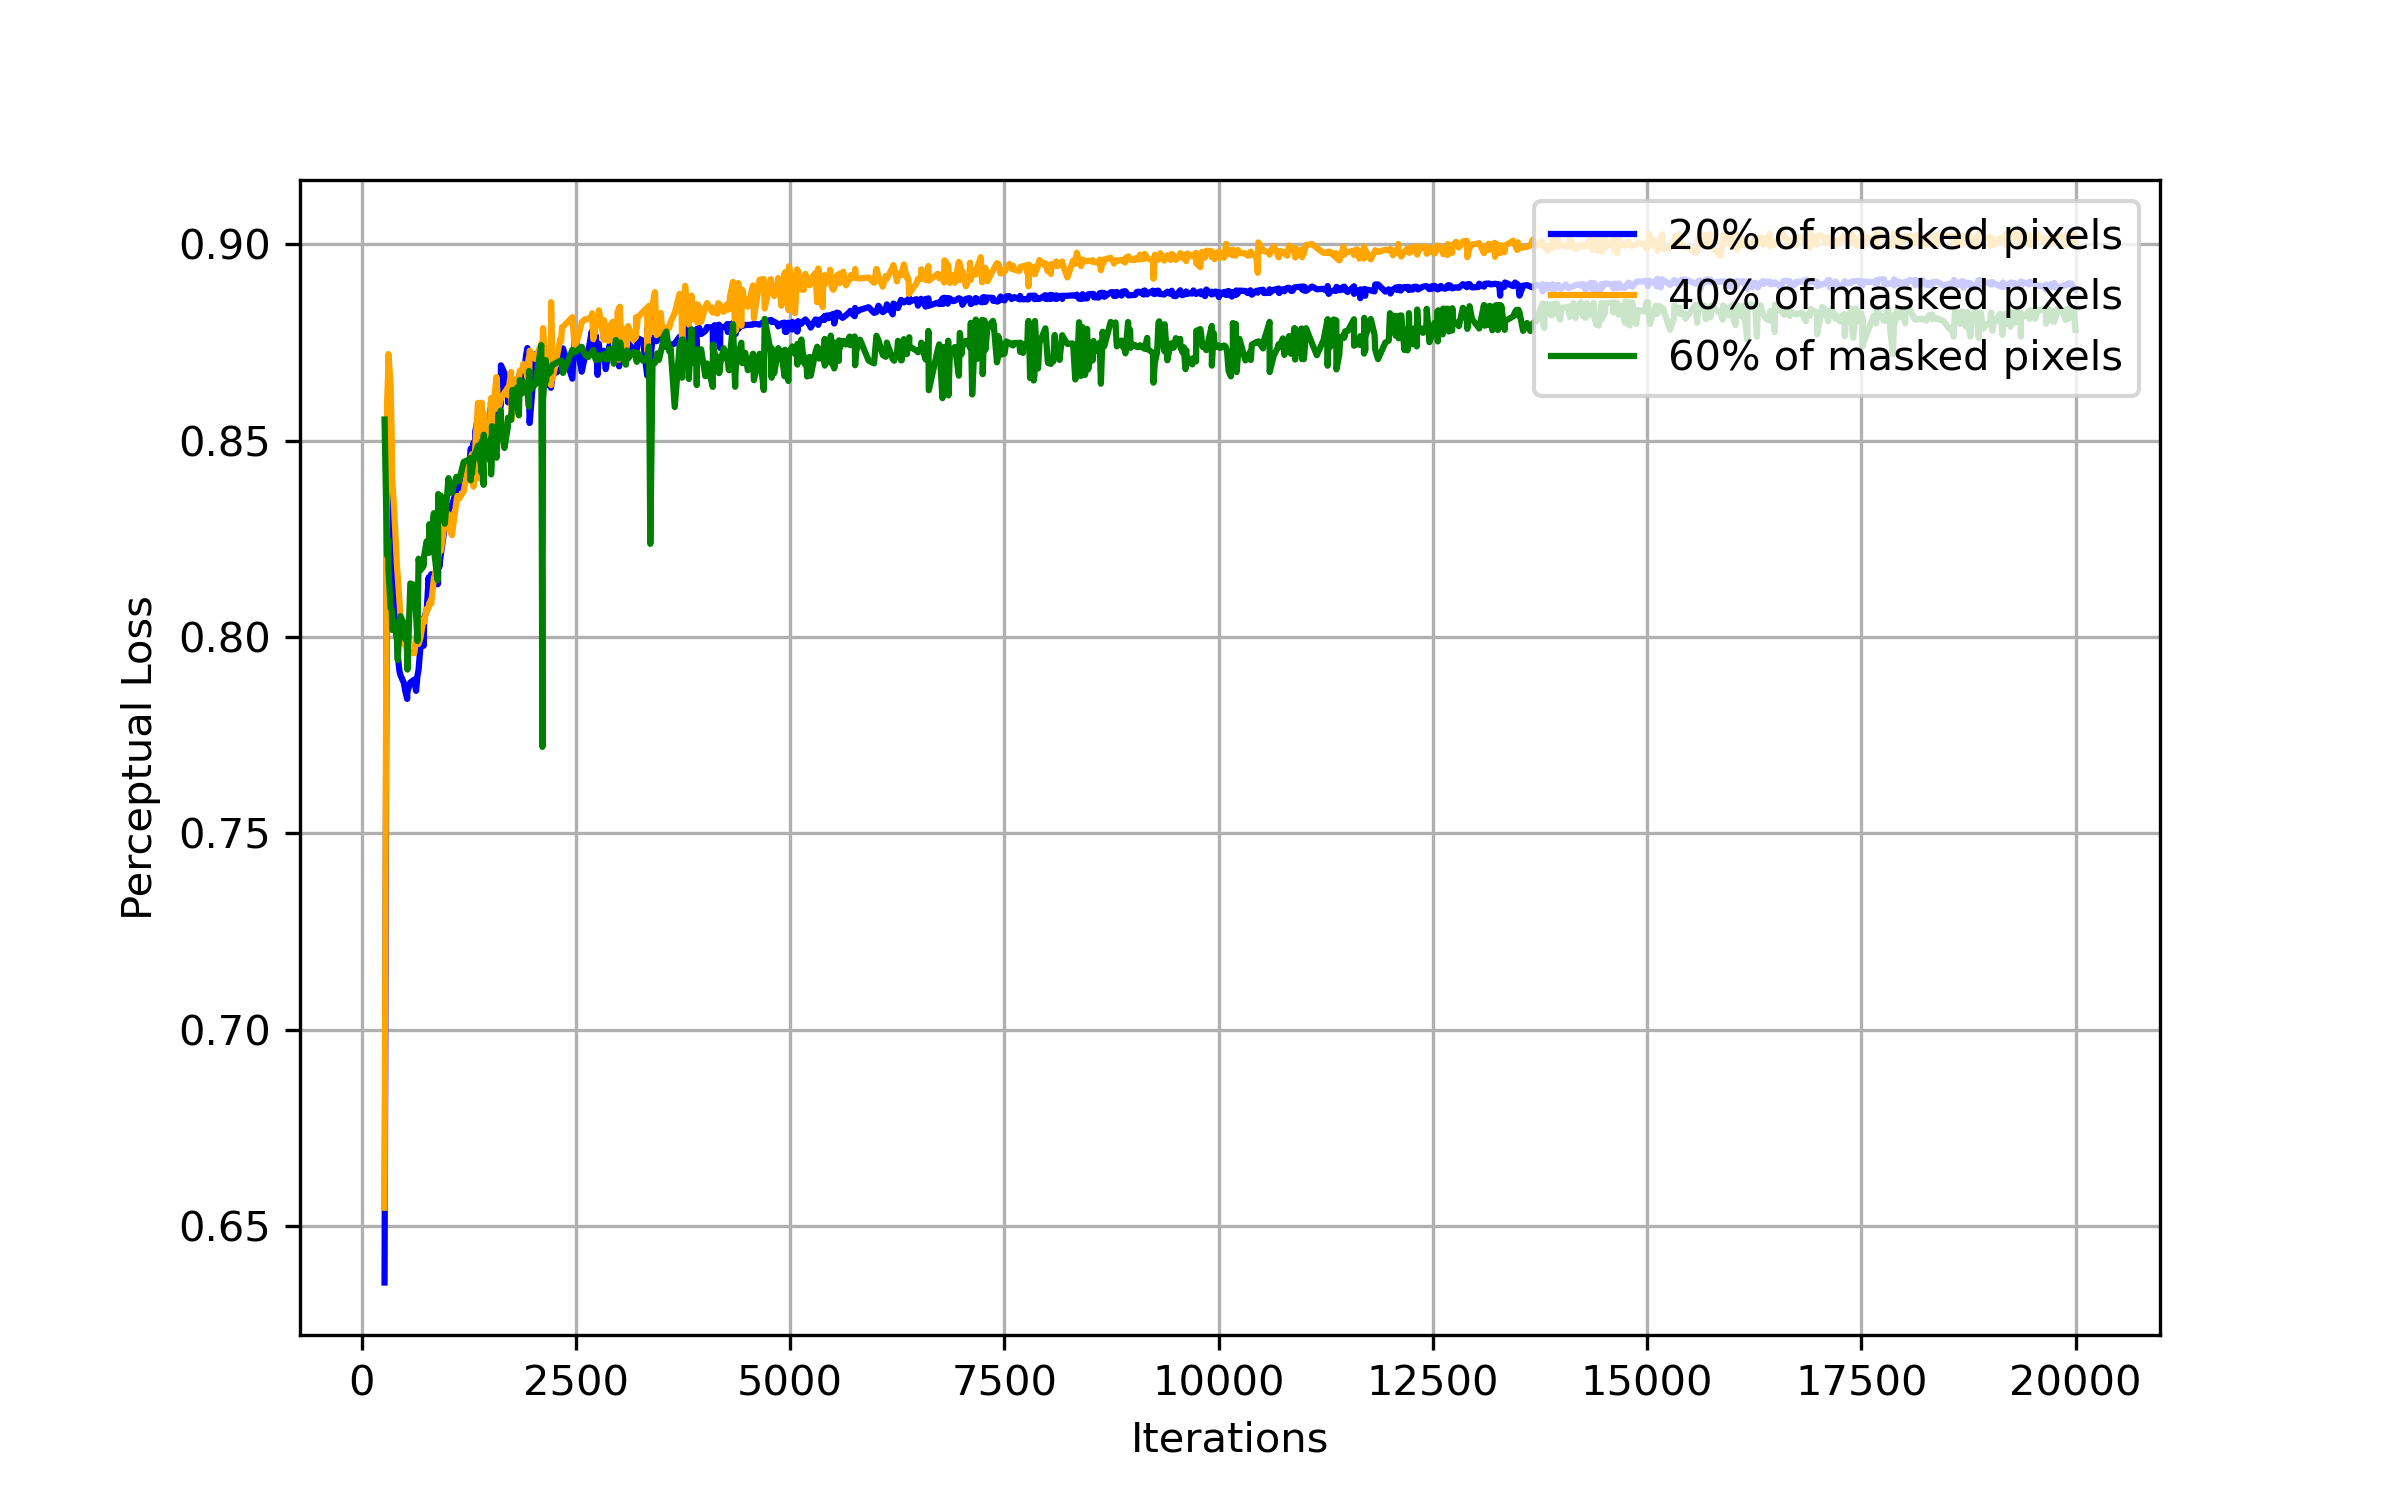 20% of masked pixels
40% of masked pixels
60% of masked pixels
0.90
0.85
0.80
0.75
0.70
0.65
Perceptual Loss
0 2500 5000 7500 10000 12500 15000 17500 20000
Iterations